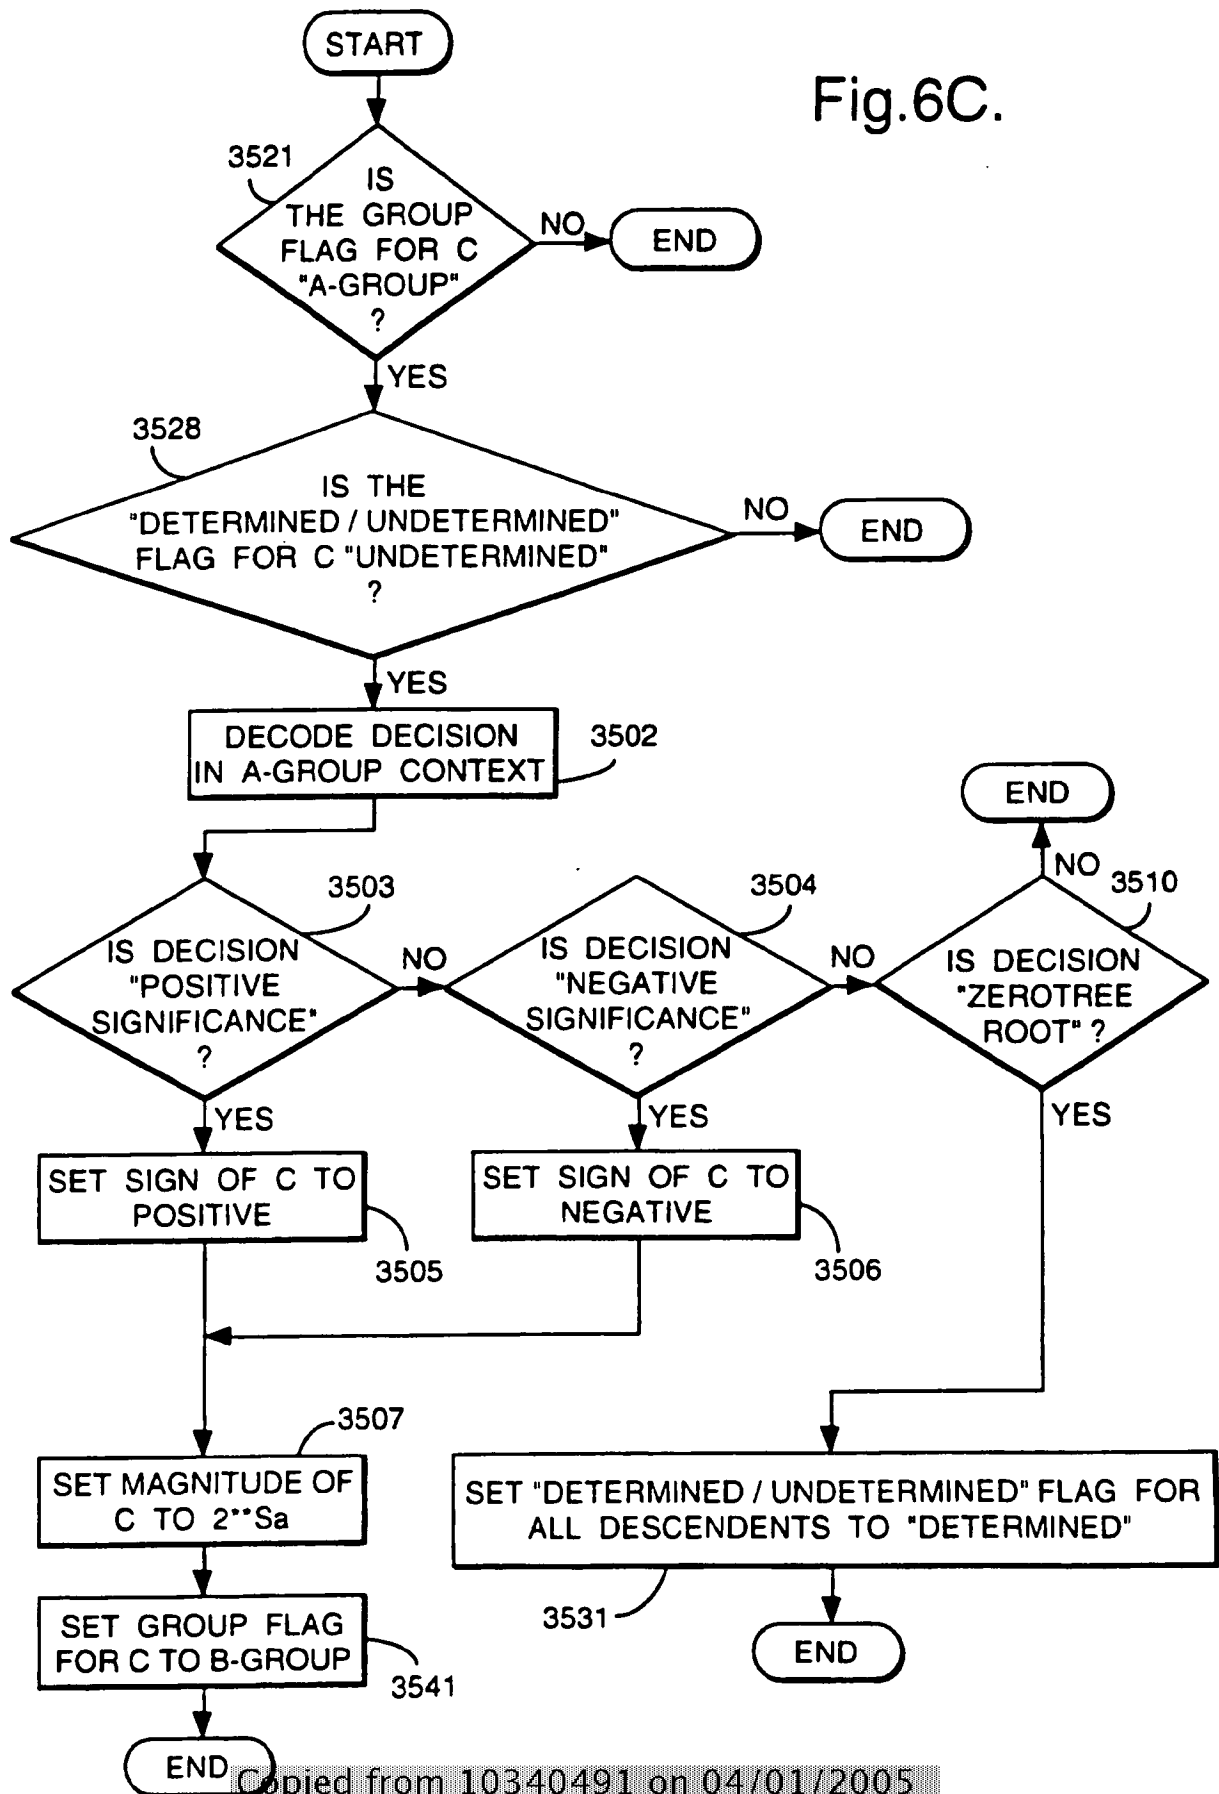 START
Fig.6C.
3521
IS
THE GROUP
FLAG FOR C
"A-GROUP"
?
NO
END
YES
3528
IS THE
"DETERMINED / UNDETERMINED"
FLAG FOR C "UNDETERMINED"
?
NO
END
YES
DECODE DECISION
IN A-GROUP CONTEXT
3502
END
NO
3510
3503
IS DECISION
"POSITIVE
SIGNIFICANCE"
?
NO
3504
IS DECISION
"NEGATIVE
SIGNIFICANCE"
?
NO
IS DECISION
"ZEROTREE
ROOT" ?
YES
YES
YES
SET SIGN OF C TO
POSITIVE
3505
SET SIGN OF C TO
NEGATIVE
3506
3507
SET MAGNITUDE OF
C TO 2**Sa
SET "DETERMINED / UNDETERMINED" FLAG FOR
ALL DESCENDENTS TO "DETERMINED"
3531
END
SET GROUP FLAG
FOR C TO B-GROUP
3541
END
Copied from 10340491 on 04/01/2005